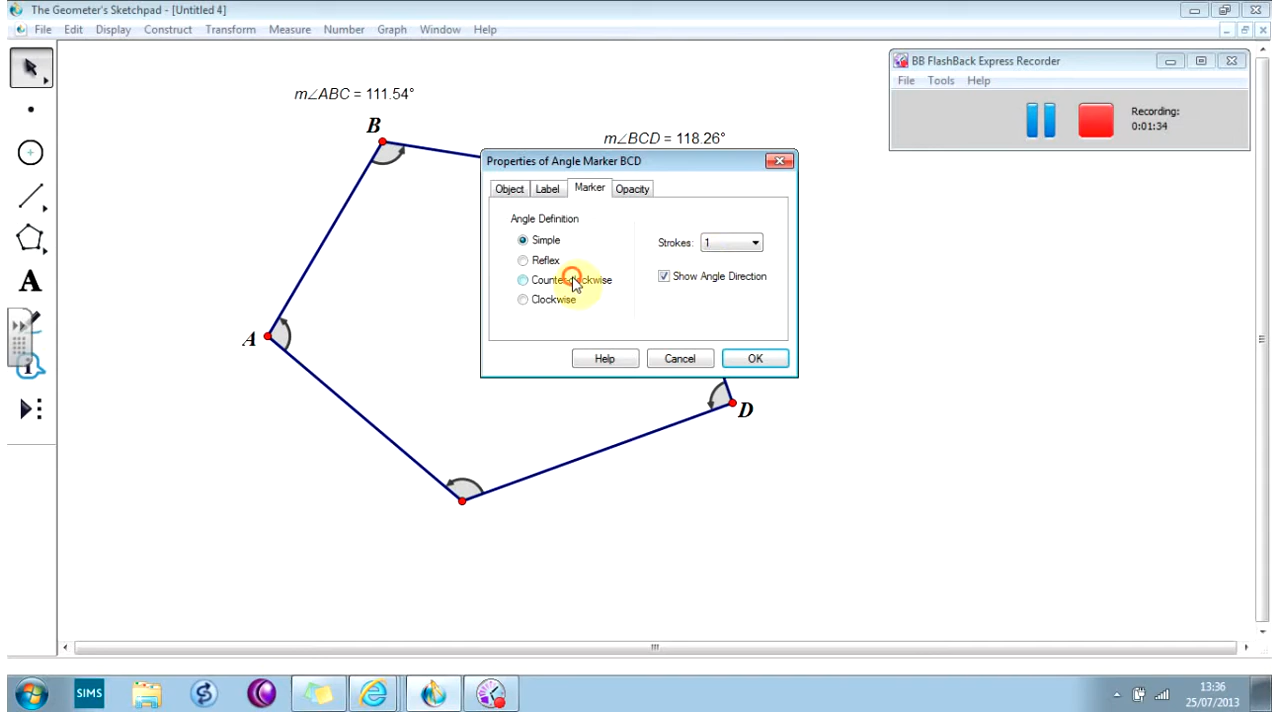 The Geometer's Sketchpad - [Untitled 4]
File Edit Display Construct Transform Measure Number Graph Window Help
BB FlashBack Express Recorder
File Tools Help
Recording:
0:01:34
m∠ABC = 111.54°
B
m∠BCD = 118.26°
Properties of Angle Marker BCD
Object Label Marker Opacity
Angle Definition
Simple
Strokes: 1
Reflex
Show Angle Direction
Counterclockwise
Clockwise
Help Cancel OK
A
A
D
SIMS
13:36
25/07/2013